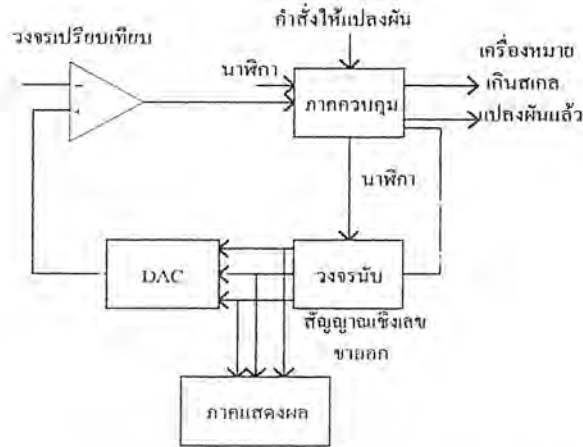 คำสั่งให้แปลงผัน
วงจรเปรียบเทียบ
เครื่องหมาย
เกินสเกล
แปลงผันแล้ว
นาฬิกา
-
+
ภาคควบคุม
นาฬิกา
DAC
วงจรนับ
สัญญาณเชิงเลข
ขาออก
ภาคแสดงผล